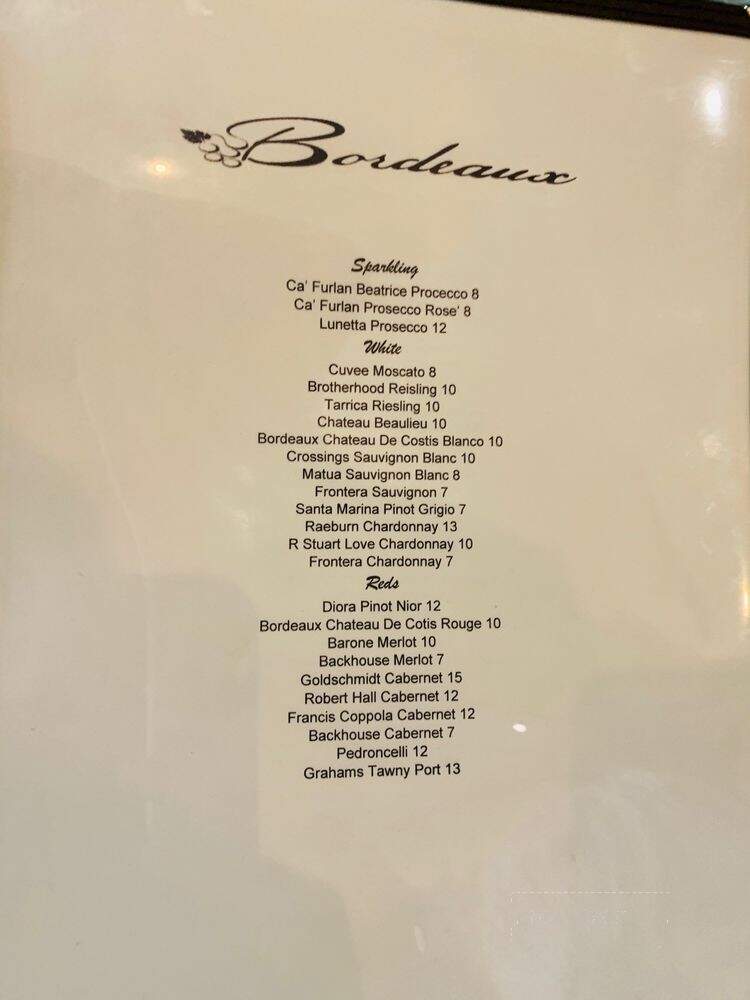 Bordeaux
Sparkling
Ca' Furlan Beatrice Procecco 8
Ca' Furlan Prosecco Rose' 8
Lunetta Prosecco 12
White
Cuvee Moscato 8
Brotherhood Reisling 10
Tarrica Riesling 10
Chateau Beaulieu 10
Bordeaux Chateau De Costis Blanco 10
Crossings Sauvignon Blanc 10
Matua Sauvignon Blanc 8
Frontera Sauvignon 7
Santa Marina Pinot Grigio 7
Raeburn Chardonnay 13
R Stuart Love Chardonnay 10
Frontera Chardonnay 7
Reds
Diora Pinot Nior 12
Bordeaux Chateau De Cotis Rouge 10
Barone Merlot 10
Backhouse Merlot 7
Goldschmidt Cabernet 15
Robert Hall Cabernet 12
Francis Coppola Cabernet 12
Backhouse Cabernet 7
Pedroncelli 12
Grahams Tawny Port 13